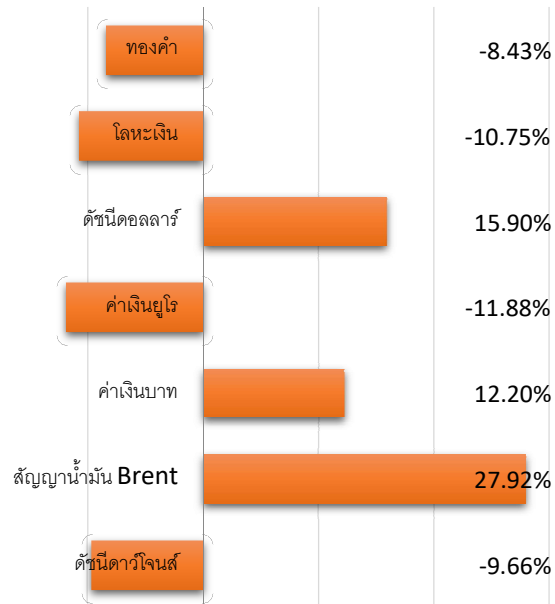 ทองคำ -8.43%
โลหะเงิน -10.75%
ดัชนีดอลลาร์ 15.90%
ค่าเงินยูโร -11.88%
ค่าเงินบาท 12.20%
สัญญาน้ำมัน Brent 27.92%
ดัชนีดาวโจนส์ -9.66%